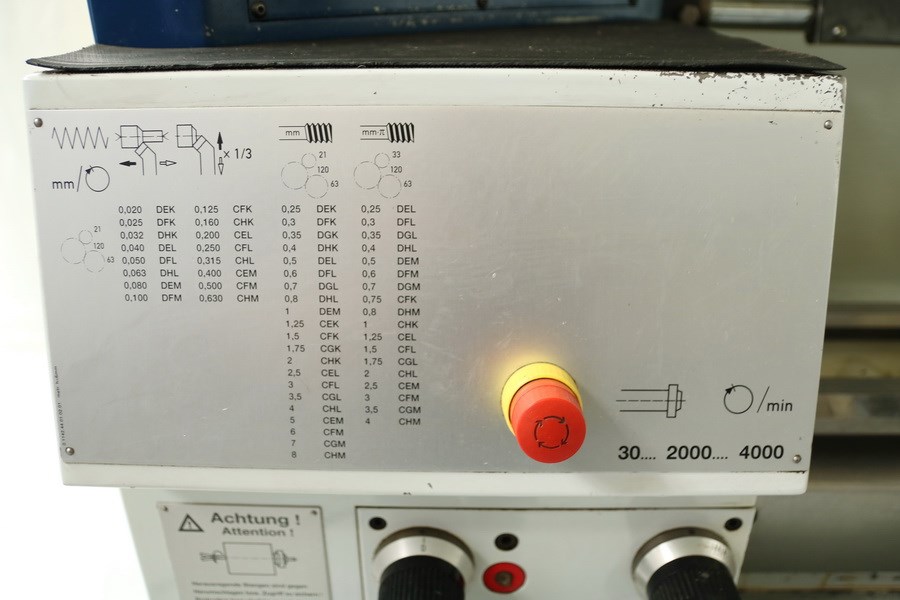 x 1/3
mm/
mm
21
120
63
mm·π
33
120
63
21
120
63
0,020 DEK 0,125 CFK
0,025 DFK 0,160 CHK
0,032 DHK 0,200 CEL
0,040 DEL 0,250 CFL
0,050 DFL 0,315 CHL
0,063 DHL 0,400 CEM
0,080 DEM 0,500 CFM
0,100 DFM 0,630 CHM
0,25 DEK 0,25 DEL
0,3 DFK 0,3 DFL
0,35 DGK 0,35 DGL
0,4 DHK 0,4 DHL
0,5 DEL 0,5 DEM
0,6 DFL 0,6 DFM
0,7 DGL 0,7 DGM
0,8 DHL 0,75 CFK
1 DEM 0,8 DHM
1,25 CEK 1 CHK
1,5 CFK 1,25 CEL
1,75 CGK 1,5 CFL
2 CHK 1,75 CGL
2,5 CEL 2 CHL
3 CFL 2,5 CEM
3,5 CGL 3 CFM
4 CHL 3,5 CGM
5 CEM 4 CHM
6 CFM
7 CGM
8 CHM
/min
30.... 2000.... 4000
Achtung !
Attention !